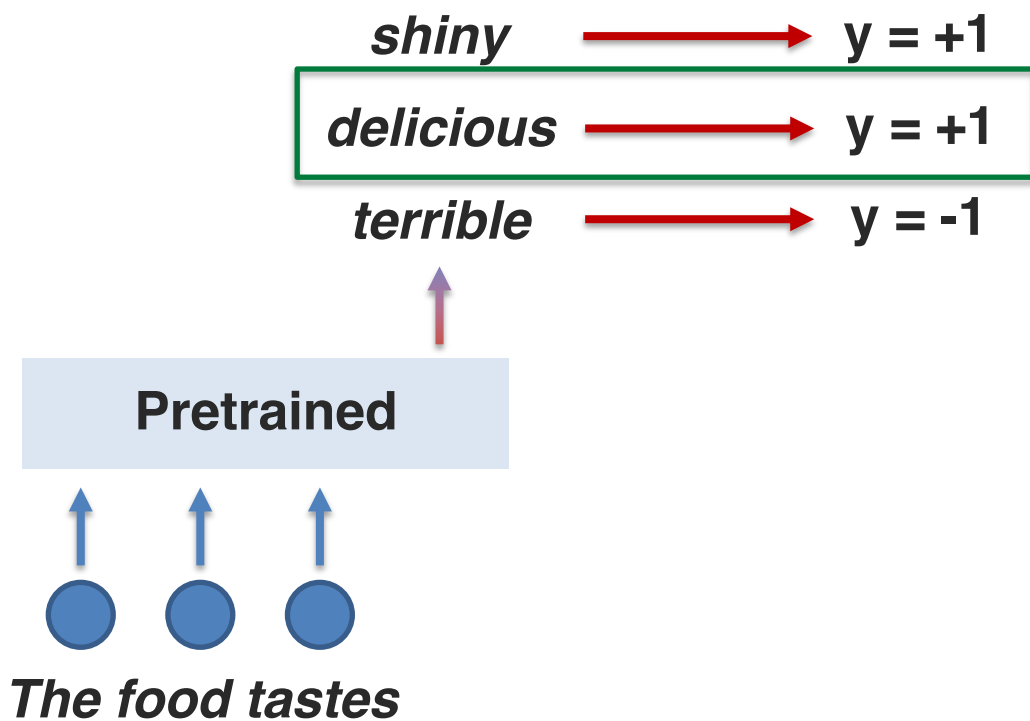 shiny y = +1
delicious y = +1
terrible y = -1
Pretrained
The food tastes